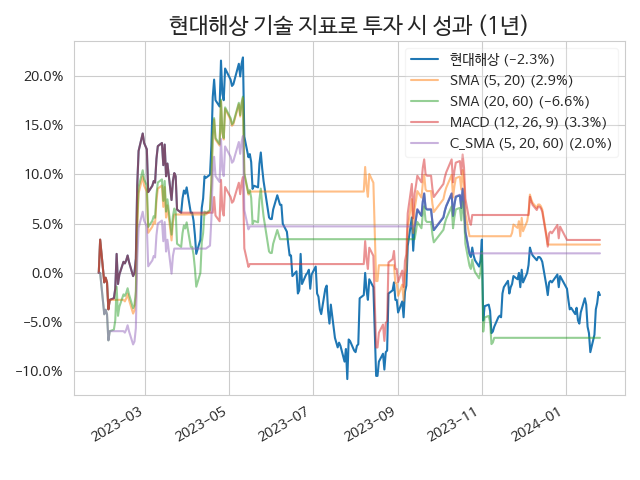 현대해상 기술 지표로 투자 시 성과 (1년)
현대해상 (−2.3%)
SMA (5, 20) (2.9%)
SMA (20, 60) (−6.6%)
MACD (12, 26, 9) (3.3%)
C_SMA (5, 20, 60) (2.0%)
20.0%
15.0%
10.0%
5.0%
0.0%
−5.0%
−10.0%
2023−03
2023−05
2023−07
2023−09
2023−11
2024−01